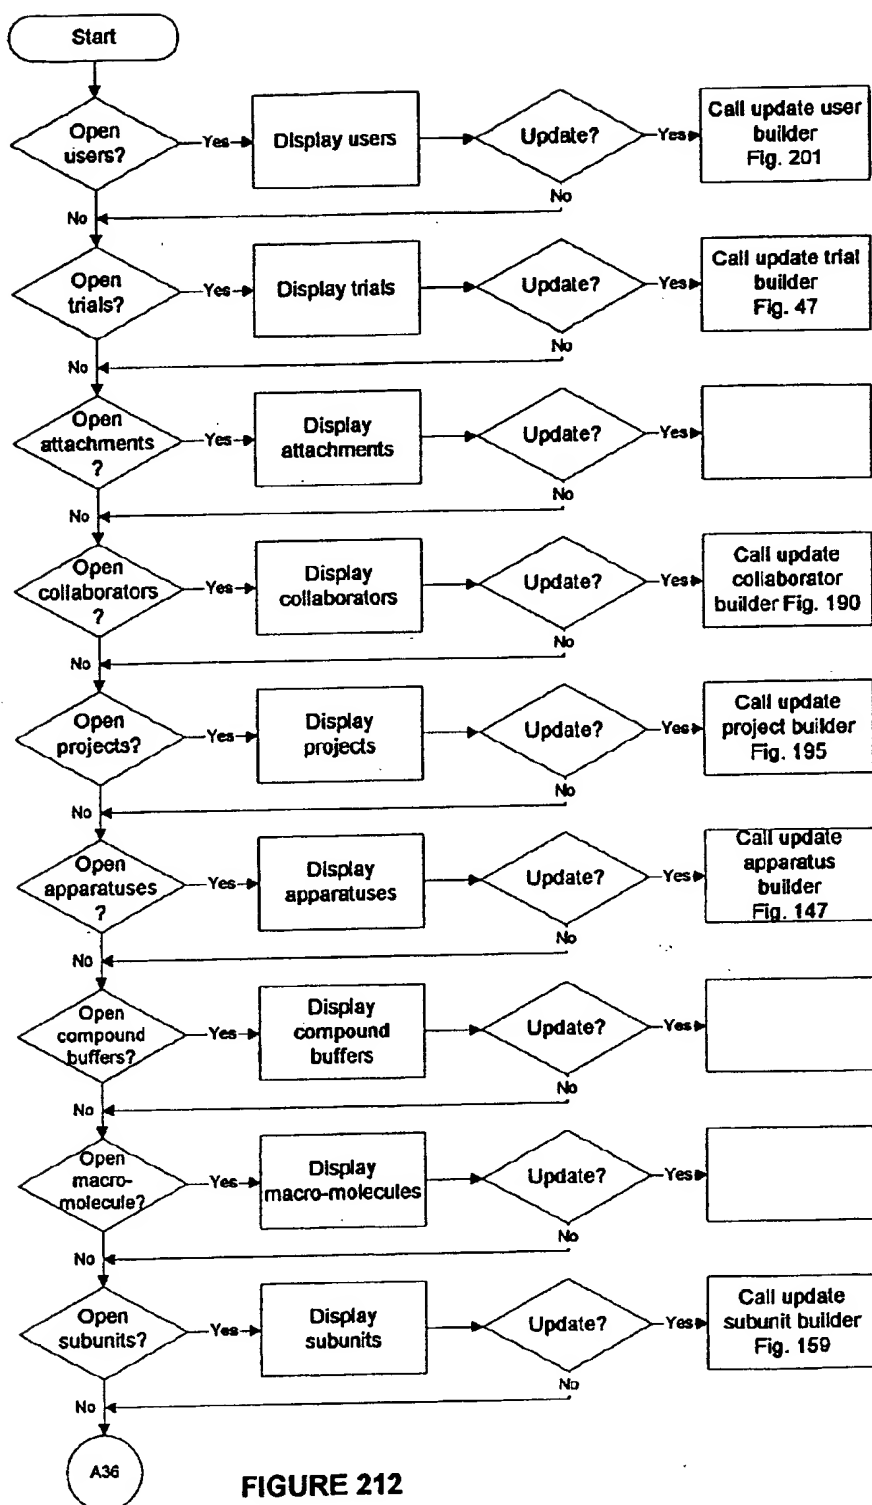 Start
Open
users?
Yes
Display users
Update?
Yes
Call update user
builder
Fig. 201
No
No
Open
trials?
Yes
Display trials
Update?
Yes
Call update trial
builder
Fig. 47
No
No
Open
attachments
?
Yes
Display
attachments
Update?
Yes
No
No
Open
collaborators
?
Yes
Display
collaborators
Update?
Yes
Call update
collaborator
builder Fig. 190
No
No
Open
projects?
Yes
Display
projects
Update?
Yes
Call update
project builder
Fig. 195
No
No
Open
apparatuses
?
Yes
Display
apparatuses
Update?
Yes
Call update
apparatus
builder
Fig. 147
No
No
Open
compound
buffers?
Yes
Display
compound
buffers
Update?
Yes
No
No
Open
macro-
molecule?
Yes
Display
macro-molecules
Update?
Yes
No
No
Open
subunits?
Yes
Display
subunits
Update?
Yes
Call update
subunit builder
Fig. 159
No
No
A36
FIGURE 212